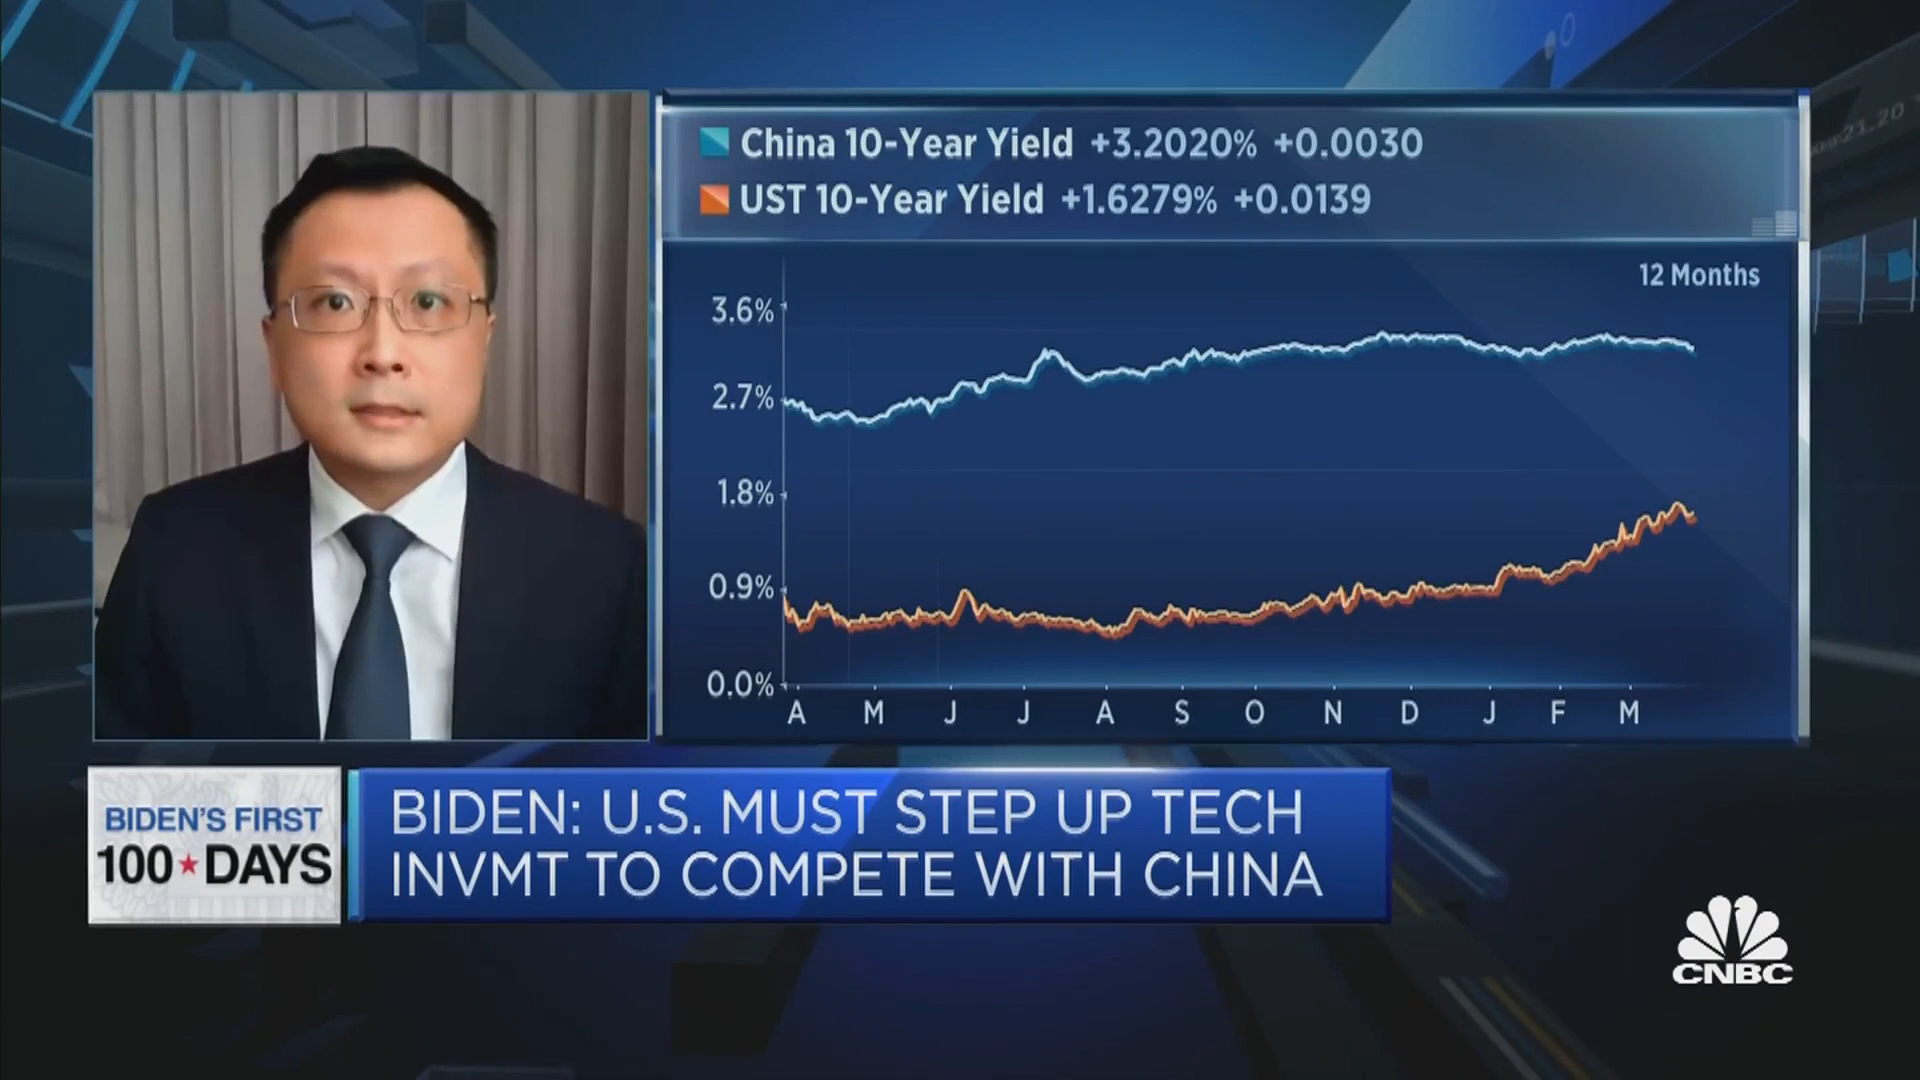 China 10-Year Yield +3.2020% +0.0030
UST 10-Year Yield +1.6279% +0.0139
12 Months
3.6%
2.7%
1.8%
0.9%
0.0%
A M J J A S O N D J F M
BIDEN'S FIRST
100 DAYS
BIDEN: U.S. MUST STEP UP TECH
INVMT TO COMPETE WITH CHINA
CNBC